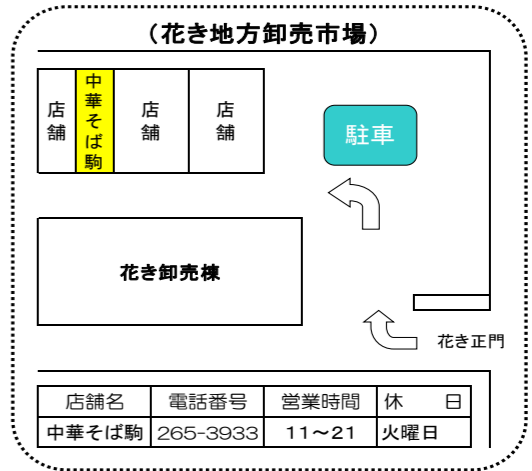 （花き地方卸売市場）
店舗
中華そば駒
店舗
店舗
駐車
花き卸売棟
花き正門
店舗名 電話番号 営業時間 休　　日
中華そば駒 265-3933 11～21 火曜日